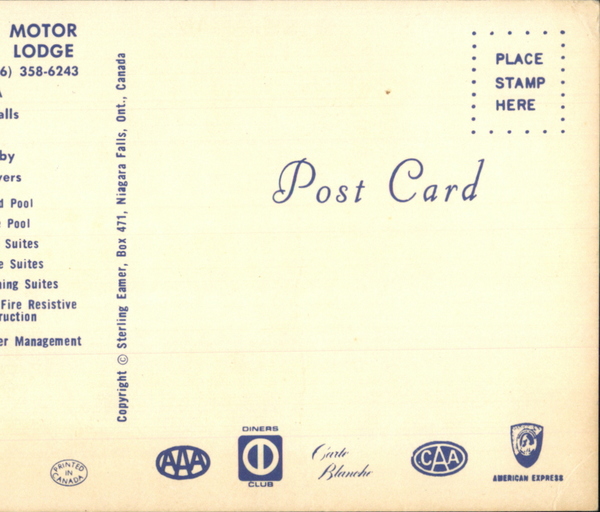 MOTOR
LODGE
6) 358-6243
A
alls
by
vers
d Pool
e Pool
Suites
e Suites
ning Suites
Fire Resistive
ruction
er Management
Copyright © Sterling Eamer, Box 471, Niagara Falls, Ont., Canada
PLACE
STAMP
HERE
Post Card
PRINTED
IN
CANADA
AAA
DINERS
CLUB
Carte
Blanche
CAA
AMERICAN EXPRESS